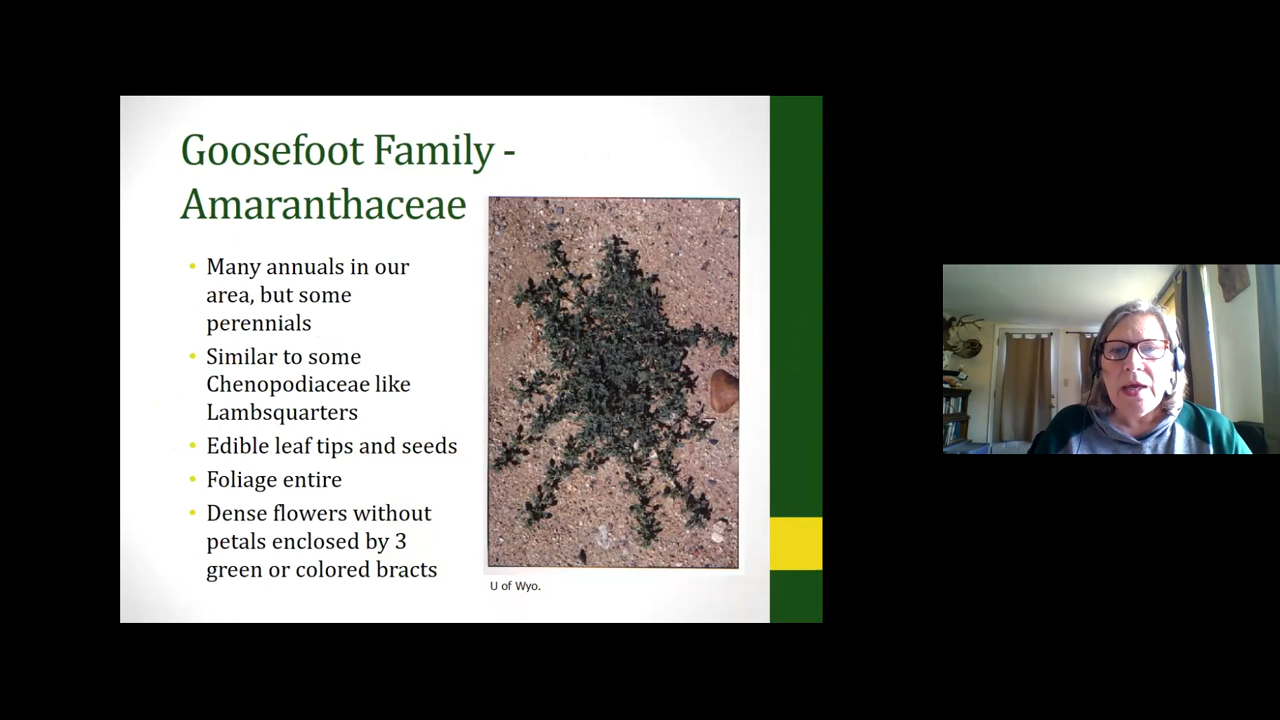 Goosefoot Family -
Amaranthaceae
• Many annuals in our
area, but some
perennials
• Similar to some
Chenopodiaceae like
Lambsquarters
• Edible leaf tips and seeds
• Foliage entire
• Dense flowers without
petals enclosed by 3
green or colored bracts
U of Wyo.